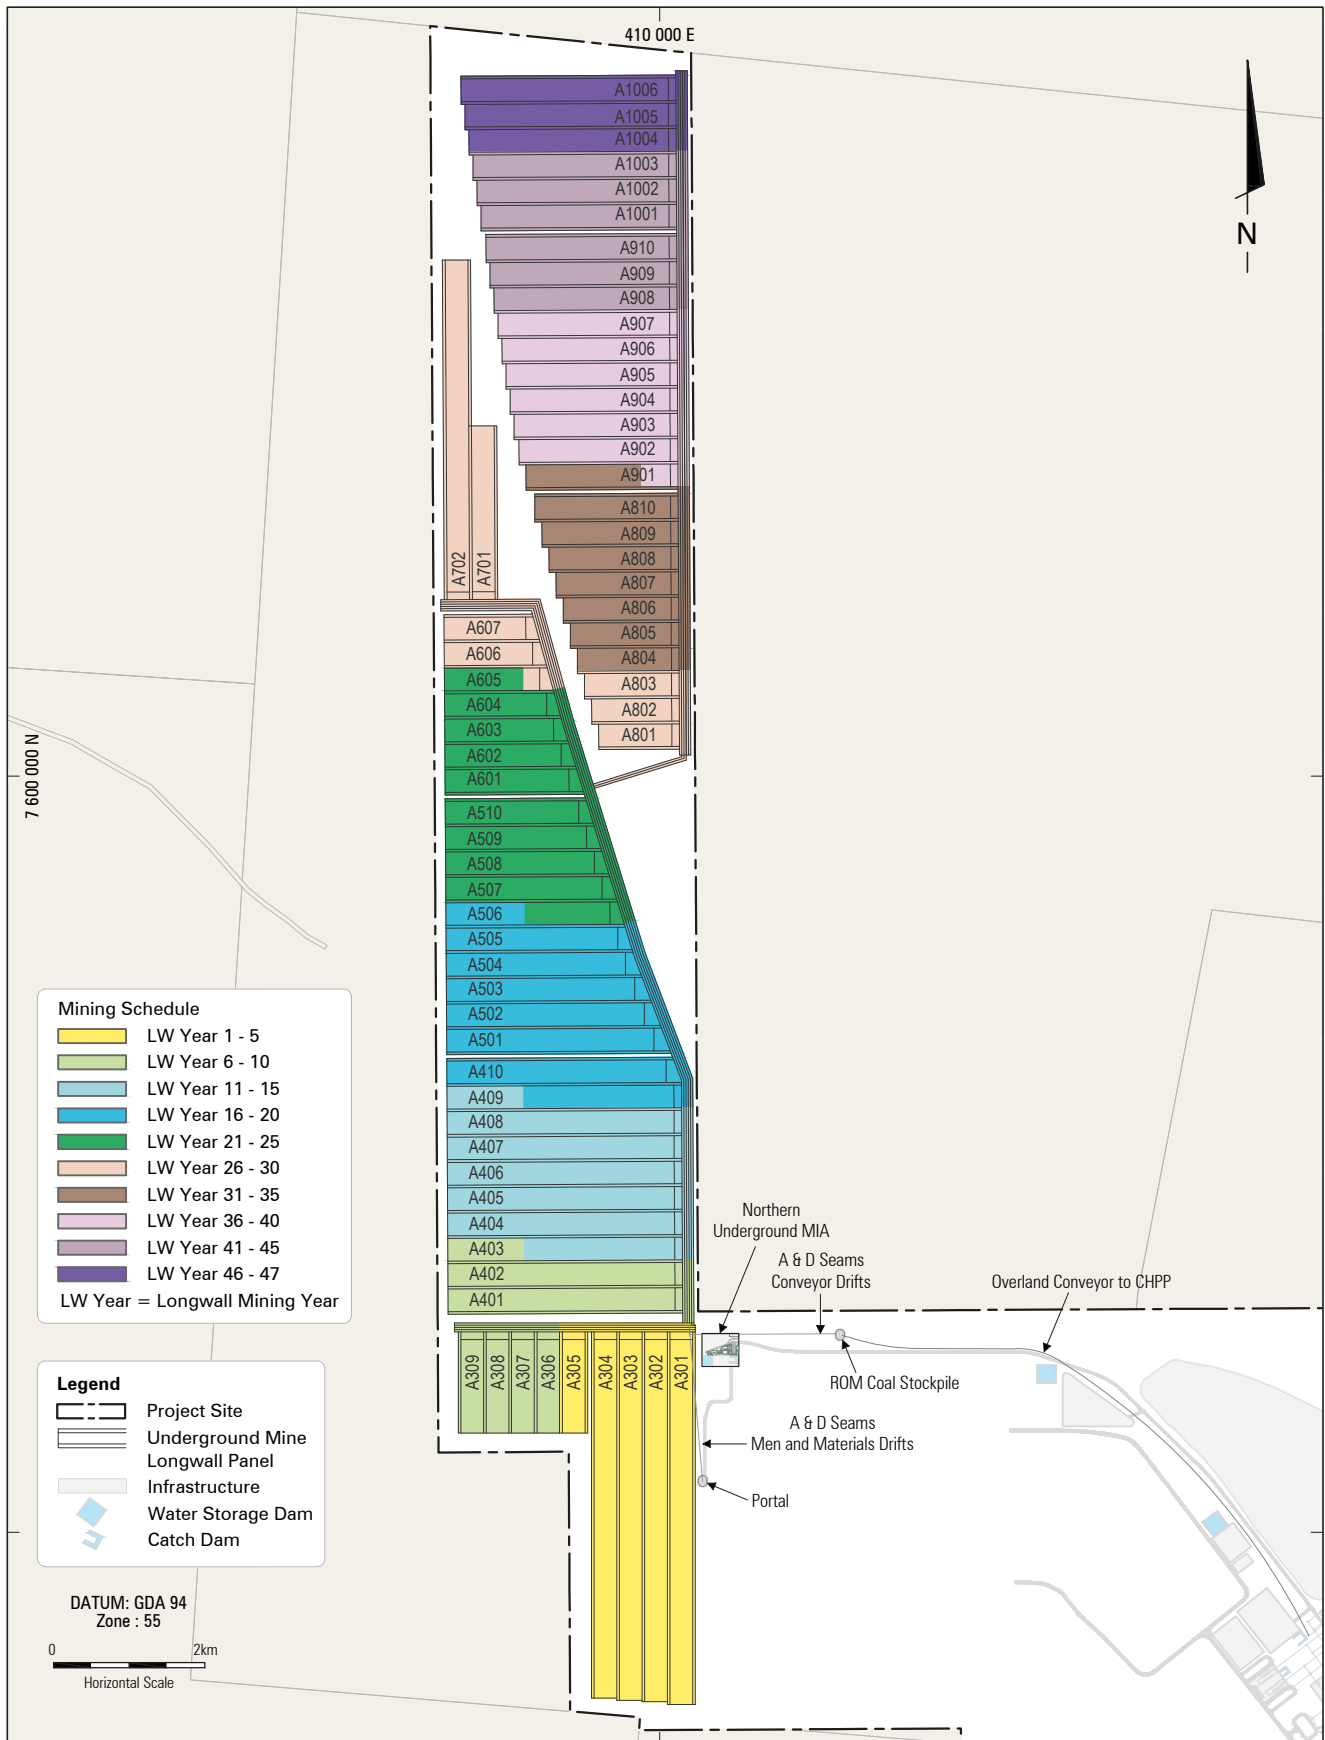 410 000 E
A1006
A1005
A1004
A1003
A1002
A1001
N
A910
A909
A908
A907
A906
A905
A904
A903
A902
A901
A810
A809
A808
A807
A806
A805
A804
A803
A802
A801
A702
A701
A607
A606
A605
A604
A603
A602
A601
7 600 000 N
A510
A509
A508
A507
A506
A505
A504
A503
A502
A501
A410
A409
A408
A407
A406
A405
A404
A403
A402
A401
A309
A308
A307
A306
A305
A304
A303
A302
A301
Mining Schedule
LW Year 1 - 5
LW Year 6 - 10
LW Year 11 - 15
LW Year 16 - 20
LW Year 21 - 25
LW Year 26 - 30
LW Year 31 - 35
LW Year 36 - 40
LW Year 41 - 45
LW Year 46 - 47
LW Year = Longwall Mining Year
Northern
Underground MIA
A & D Seams
Conveyor Drifts
Overland Conveyor to CHPP
ROM Coal Stockpile
A & D Seams
Men and Materials Drifts
Portal
Legend
Project Site
Underground Mine
Longwall Panel
Infrastructure
Water Storage Dam
Catch Dam
DATUM: GDA 94
Zone : 55
0 2km
Horizontal Scale